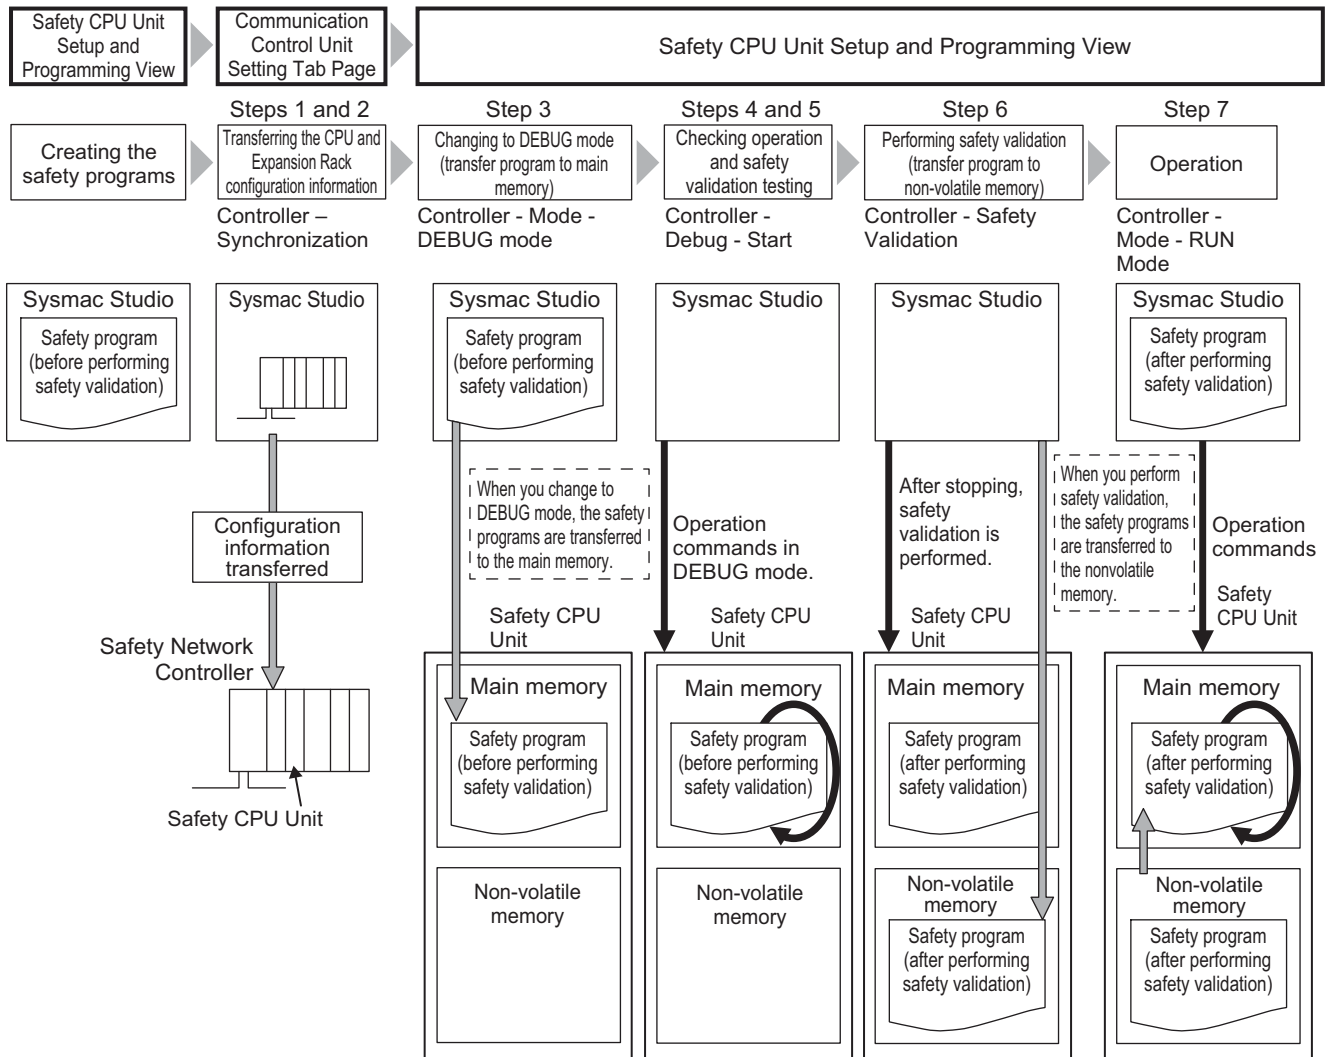 Safety CPU Unit
Setup and
Programming View
Communication
Control Unit
Setting Tab Page
Safety CPU Unit Setup and Programming View
Steps 1 and 2
Step 3
Steps 4 and 5
Step 6
Step 7
Creating the
safety programs
Transferring the CPU and
Expansion Rack
configuration information
Changing to DEBUG mode
(transfer program to main
memory)
Checking operation
and safety
validation testing
Performing safety validation
(transfer program to
non-volatile memory)
Operation
Controller –
Synchronization
Controller - Mode -
DEBUG mode
Controller -
Debug - Start
Controller - Safety
Validation
Controller -
Mode - RUN
Mode
Sysmac Studio
Safety program
(before performing
safety validation)
Sysmac Studio
Sysmac Studio
Safety program
(before performing
safety validation)
Sysmac Studio
Sysmac Studio
Sysmac Studio
Safety program
(after performing
safety validation)
Configuration
information
transferred
When you change to
DEBUG mode, the safety
programs are transferred
to the main memory.
Operation
commands in
DEBUG mode.
After stopping,
safety
validation is
performed.
When you perform
safety validation,
the safety programs
are transferred to
the nonvolatile
memory.
Operation
commands
Safety Network
Controller
Safety CPU Unit
Safety CPU
Unit
Main memory
Safety program
(before performing
safety validation)
Non-volatile
memory
Safety CPU
Unit
Main memory
Safety program
(before performing
safety validation)
Non-volatile
memory
Safety CPU
Unit
Main memory
Safety program
(after performing
safety validation)
Non-volatile
memory
Safety program
(after performing
safety validation)
Safety
CPU Unit
Main memory
Safety program
(after performing
safety validation)
Non-volatile
memory
Safety program
(after performing
safety validation)